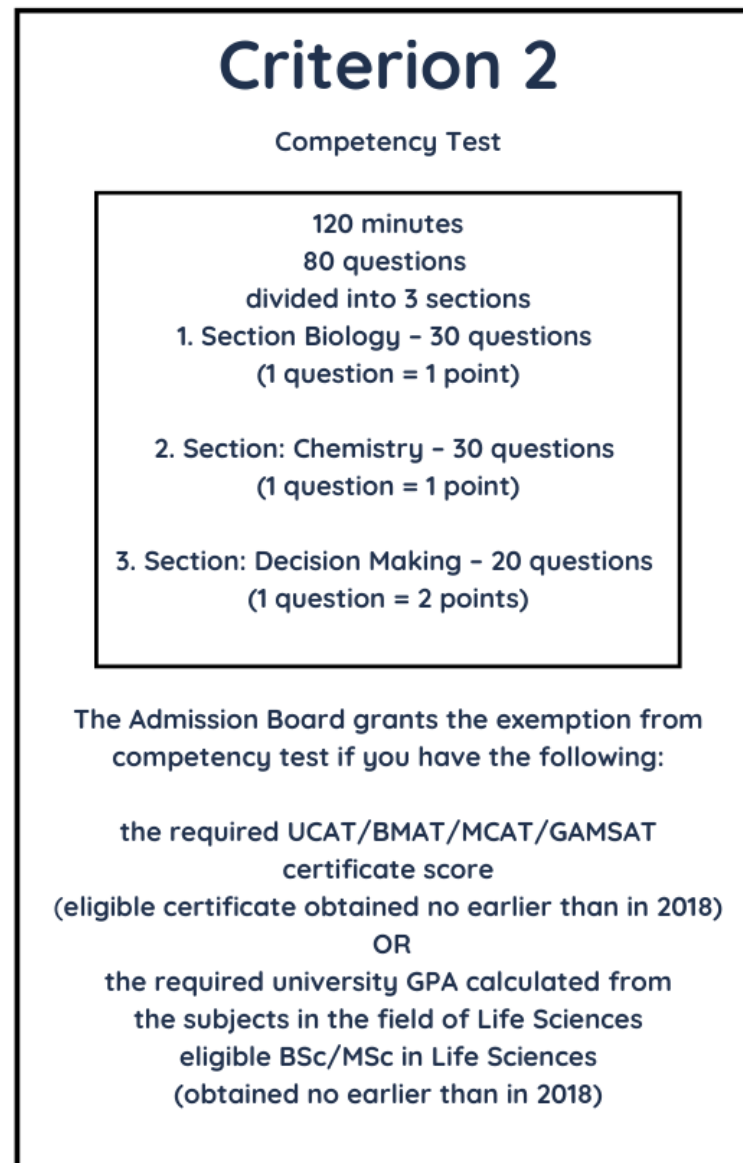 Criterion 2
Competency Test
120 minutes
80 questions
divided into 3 sections
1. Section Biology – 30 questions
(1 question = 1 point)
2. Section: Chemistry – 30 questions
(1 question = 1 point)
3. Section: Decision Making – 20 questions
(1 question = 2 points)
The Admission Board grants the exemption from
competency test if you have the following:
the required UCAT/BMAT/MCAT/GAMSAT
certificate score
(eligible certificate obtained no earlier than in 2018)
OR
the required university GPA calculated from
the subjects in the field of Life Sciences
eligible BSc/MSc in Life Sciences
(obtained no earlier than in 2018)